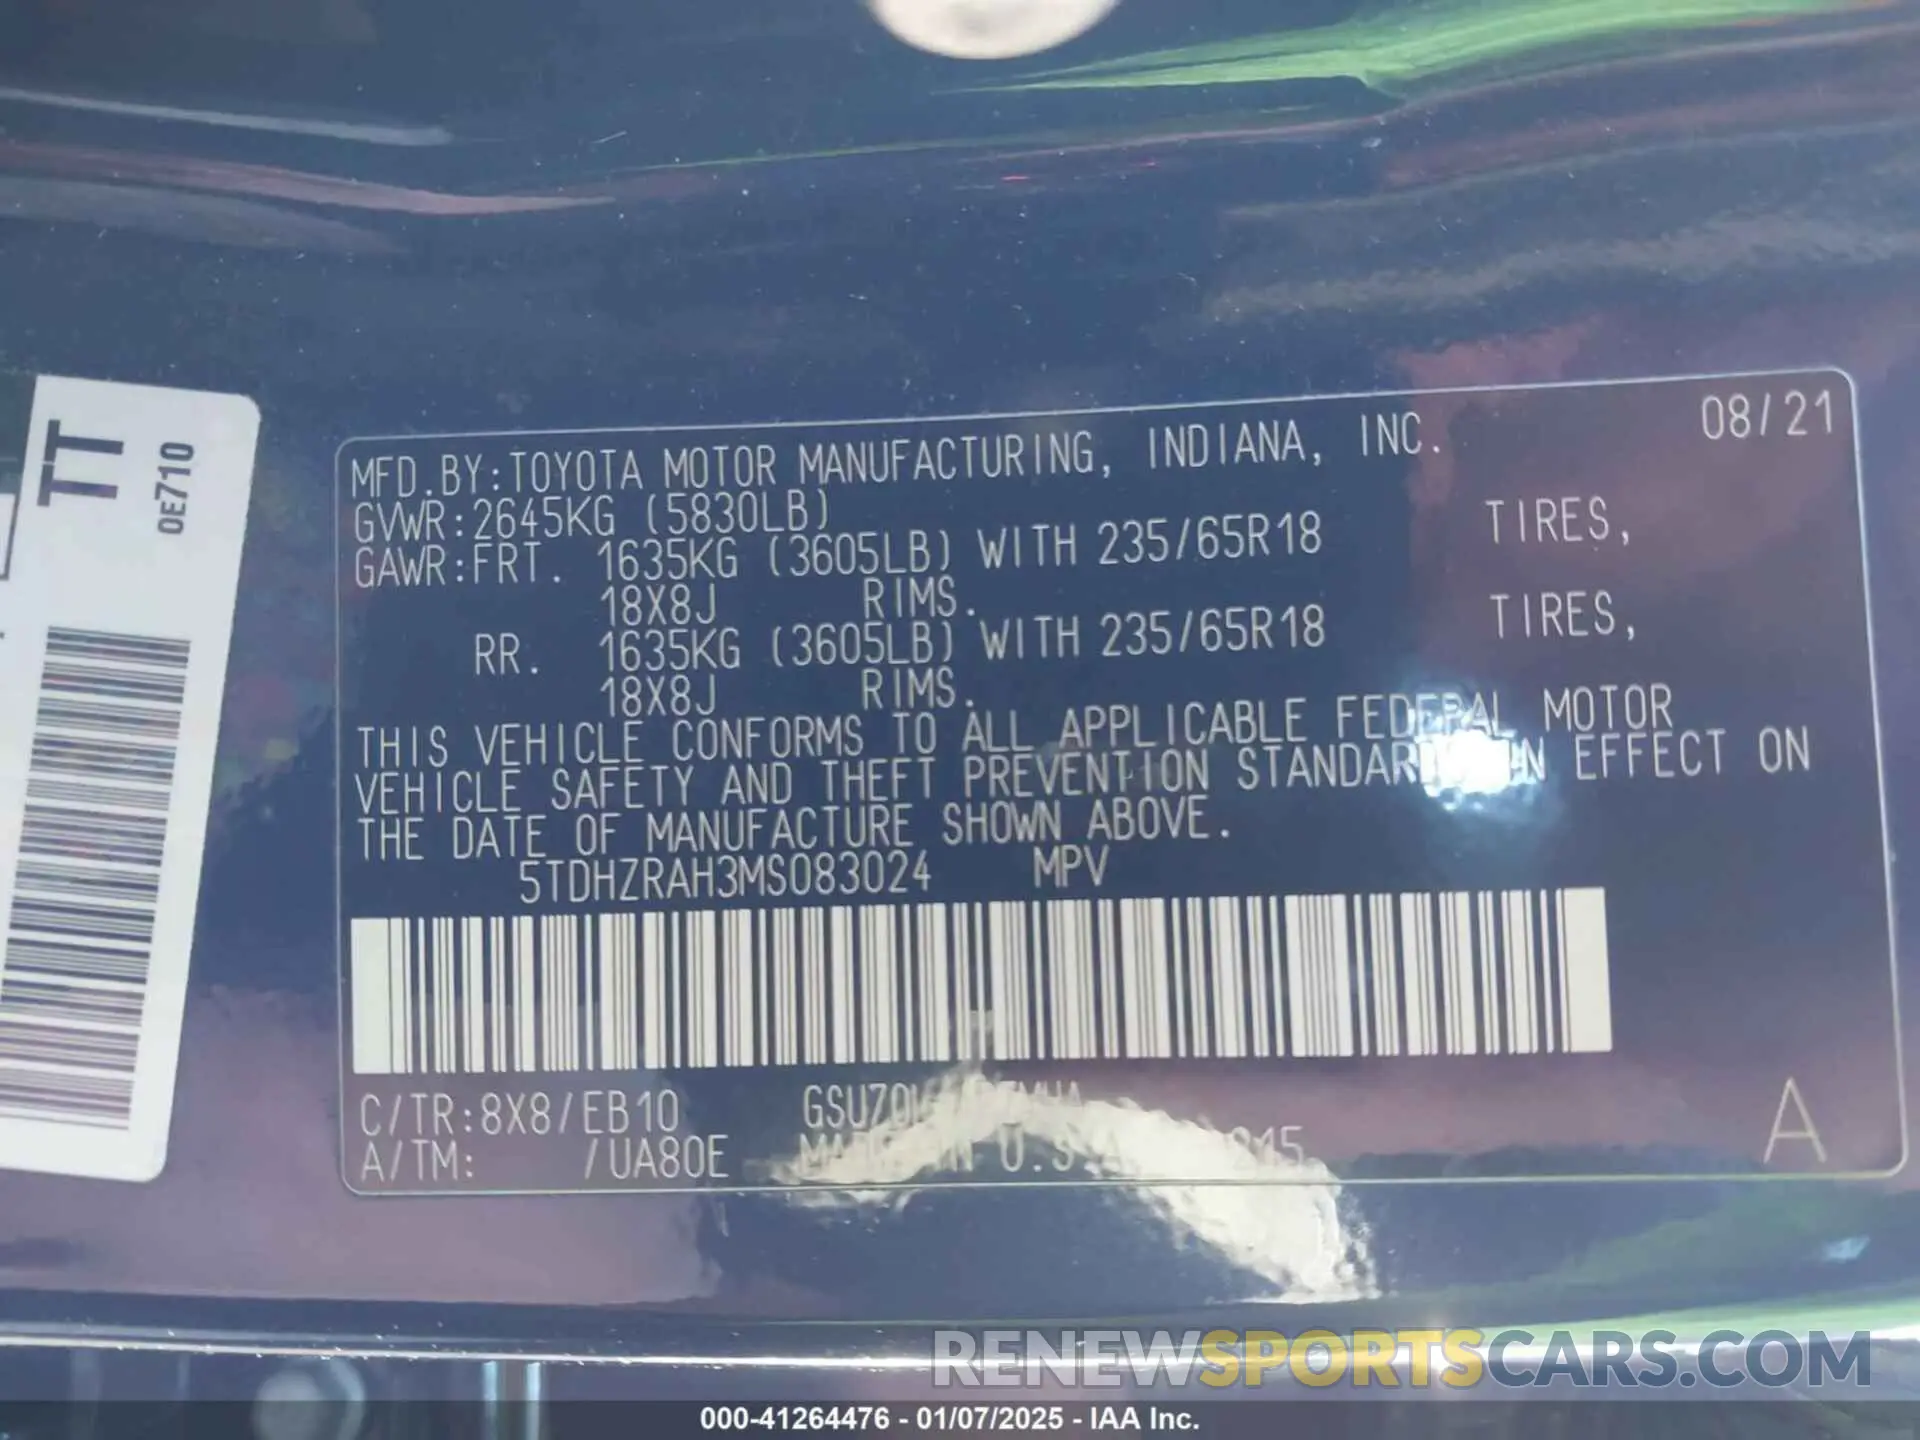 08/21
MFD.BY:TOYOTA MOTOR MANUFACTURING, INDIANA, INC.
GVWR:2645KG (5830LB)
GAWR:FRT. 1635KG (3605LB) WITH 235/65R18 TIRES,
18X8J RIMS.
RR. 1635KG (3605LB) WITH 235/65R18 TIRES,
18X8J RIMS.
THIS VEHICLE CONFORMS TO ALL APPLICABLE FEDERAL MOTOR
VEHICLE SAFETY AND THEFT PREVENTION STANDARDS IN EFFECT ON
THE DATE OF MANUFACTURE SHOWN ABOVE.
5TDHZRAH3MS083024 MPV
C/TR:8X8/EB10
A/TM: /UA80E MADE IN U.S.A.
A
TT
0E710
RENEWSPORTSCARS.COM
000-41264476 - 01/07/2025 - IAA Inc.